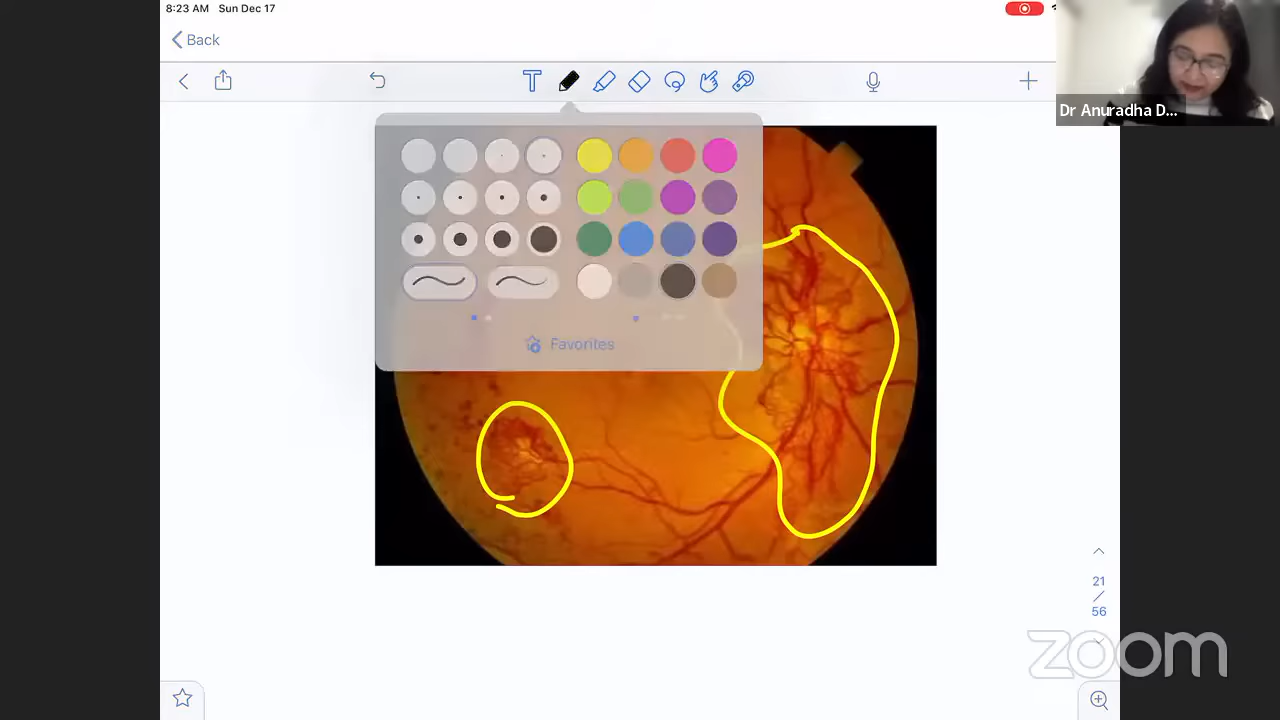 8:23 AM Sun Dec 17
Back
Dr Anuradha D...
Favorites
21
/
56
zoom